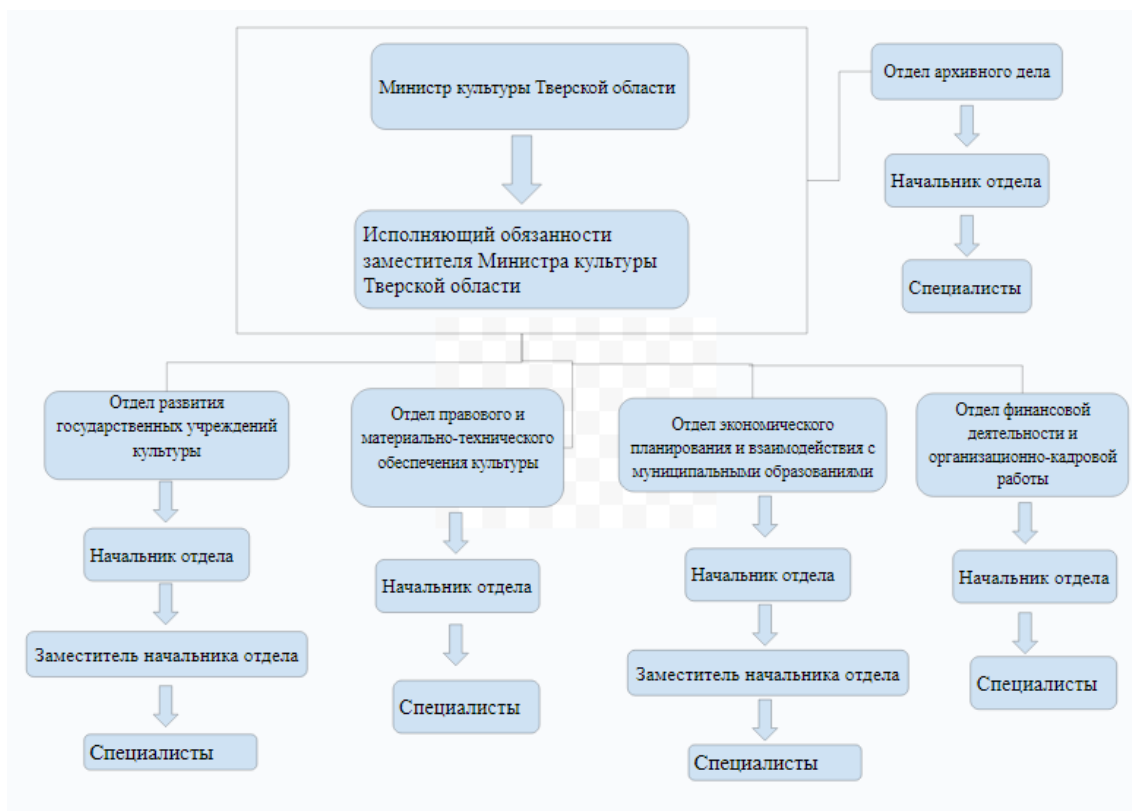 Министр культуры Тверской области
Исполняющий обязанности
заместителя Министра культуры
Тверской области
Отдел архивного дела
Начальник отдела
Специалисты
Отдел развития
государственных учреждений
культуры
Начальник отдела
Заместитель начальника отдела
Специалисты
Отдел правового и
материально-технического
обеспечения культуры
Начальник отдела
Специалисты
Отдел экономического
планирования и взаимодействия с
муниципальными образованиями
Начальник отдела
Заместитель начальника отдела
Специалисты
Отдел финансовой
деятельности и
организационно-кадровой
работы
Начальник отдела
Специалисты